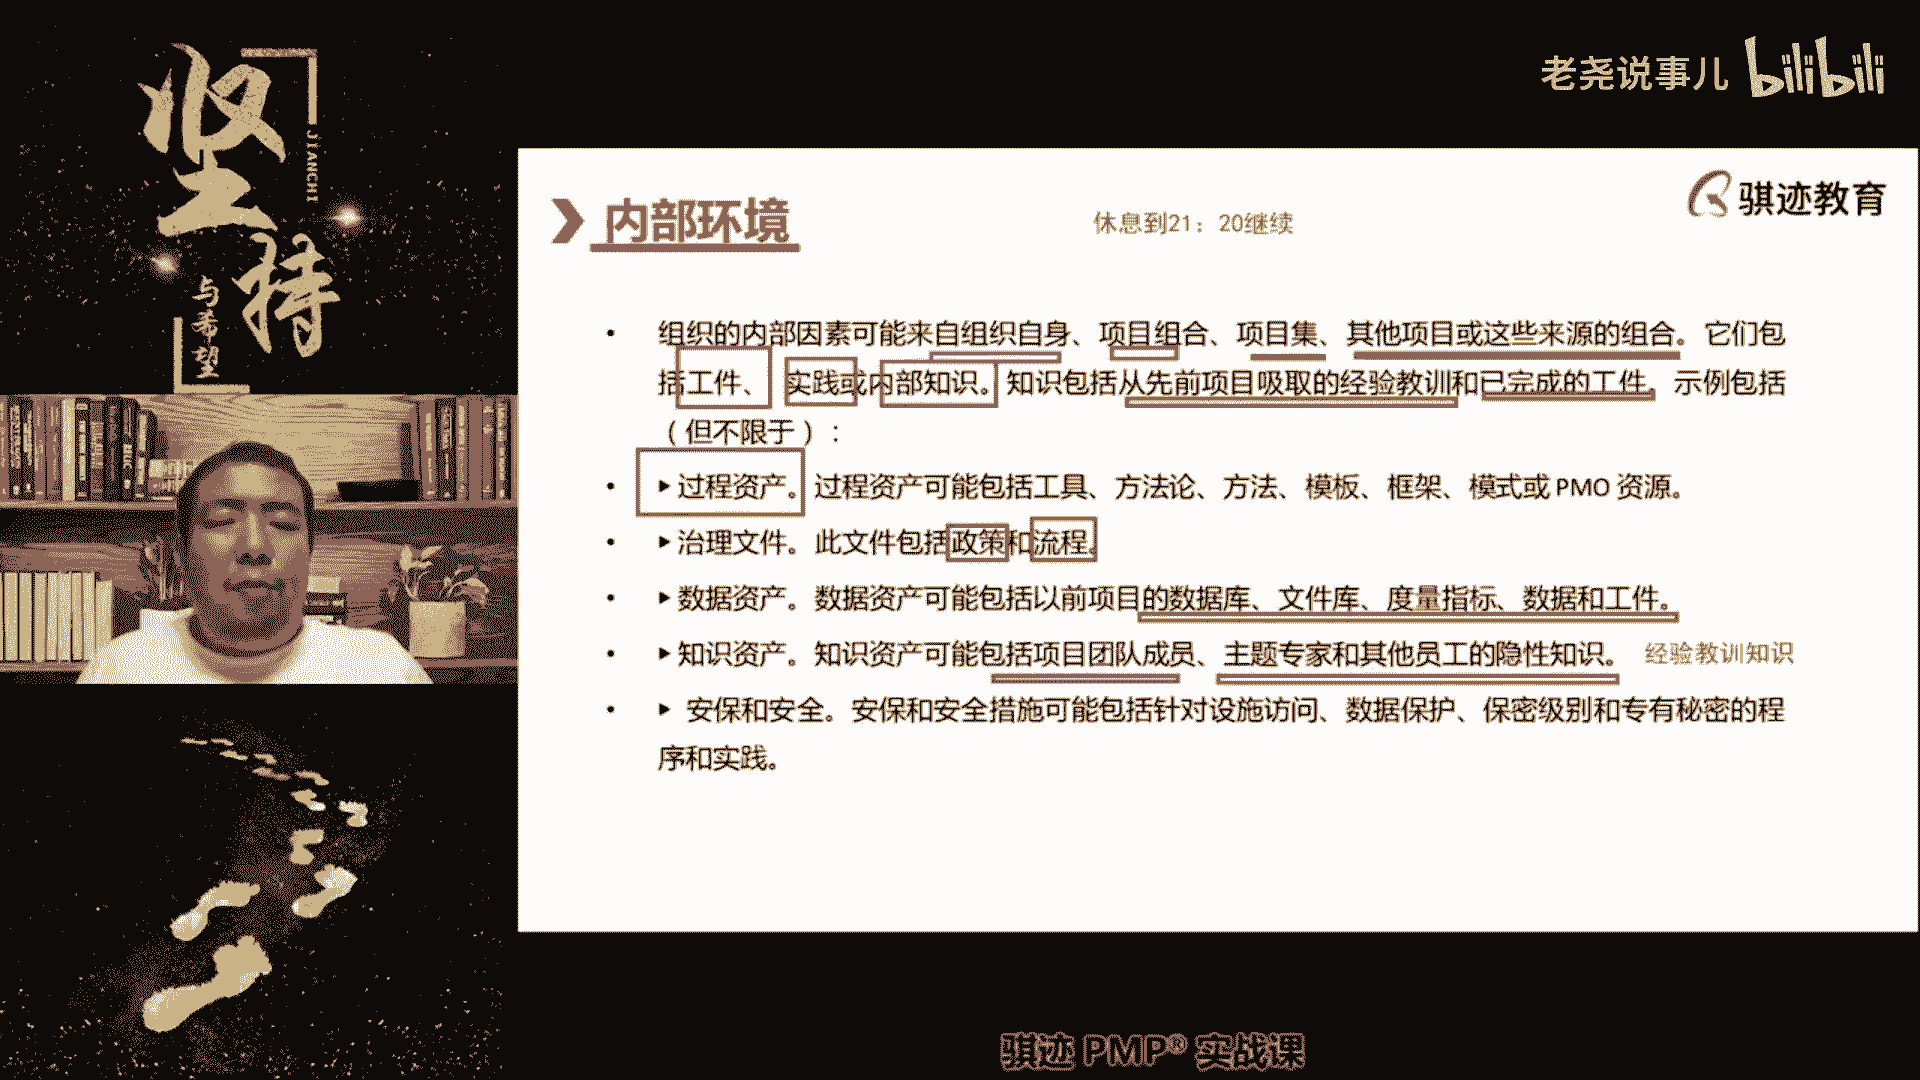 坚持
JIANCHI
与希望
老尧说事儿 bilibili
骐迹教育
内部环境
休息到21：20继续
• 组织的内部因素可能来自组织自身、项目组合、项目集、其他项目或这些来源的组合。它们包
括工件、 实践或内部知识。知识包括从先前项目吸取的经验教训和已完成的工件。示例包括
（但不限于）：
• ▶过程资产。过程资产可能包括工具、方法论、方法、模板、框架、模式或 PMO 资源。
• ▶治理文件。此文件包括政策和流程。
• ▶数据资产。数据资产可能包括以前项目的数据库、文件库、度量指标、数据和工件。
• ▶知识资产。知识资产可能包括项目团队成员、主题专家和其他员工的隐性知识。 经验教训知识
• ▶ 安保和安全。安保和安全措施可能包括针对设施访问、数据保护、保密级别和专有秘密的程
序和实践。
骐迹 PMP® 实战课